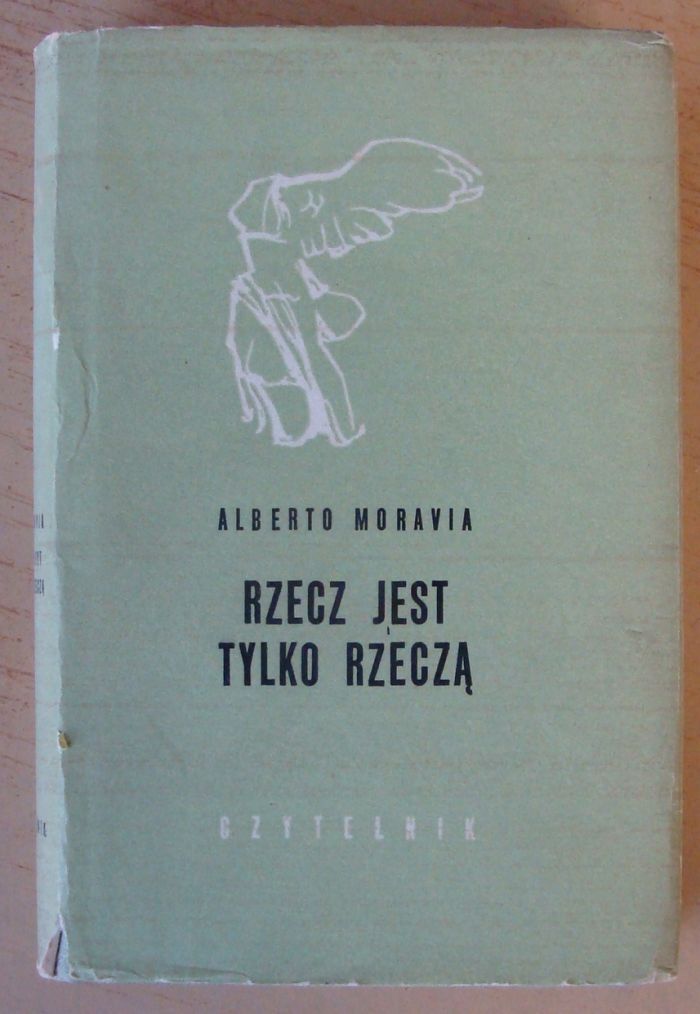 ALBERTO MORAVIA
RZECZ JEST
TYLKO RZECZĄ
CZYTELNIK